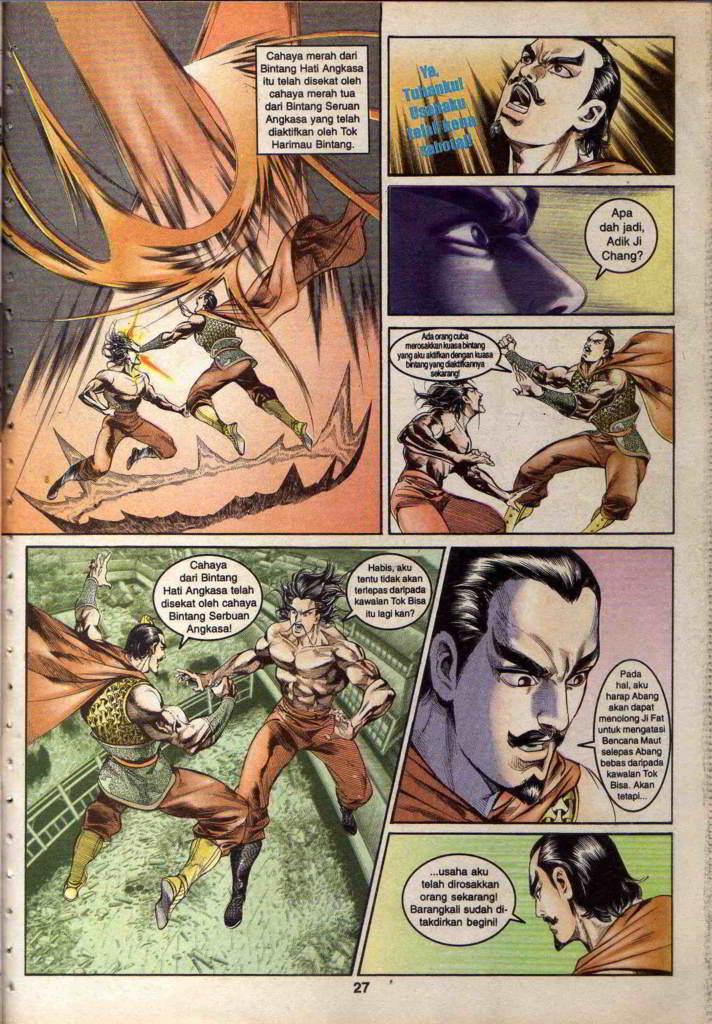 Cahaya merah dari
Bintang Hati Angkasa
itu telah disekat oleh
cahaya merah tua
dari Bintang Seruan
Angkasa yang telah
diaktifkan oleh Tok
Harimau Bintang.
Ya,
Tuhanku!
Usahaku
telah kena
sabotaj!
Apa
dah jadi,
Adik Ji
Chang?
Ada orang cuba
merosakkan kuasa bintang
yang aku aktifkan dengan kuasa
bintang yang diaktifkannya
sekarang!
Cahaya
dari Bintang
Hati Angkasa telah
disekat oleh cahaya
Bintang Serbuan
Angkasa!
Habis, aku
tentu tidak akan
terlepas daripada
kawalan Tok Bisa
itu lagi kan?
Pada
hal, aku
harap Abang
akan dapat
menolong Ji Fat
untuk mengatasi
Bencana Maut
selepas Abang
bebas daripada
kawalan Tok
Bisa. Akan
tetapi...
...usaha aku
telah dirosakkan
orang sekarang!
Barangkali sudah di-
takdirkan begini!
27